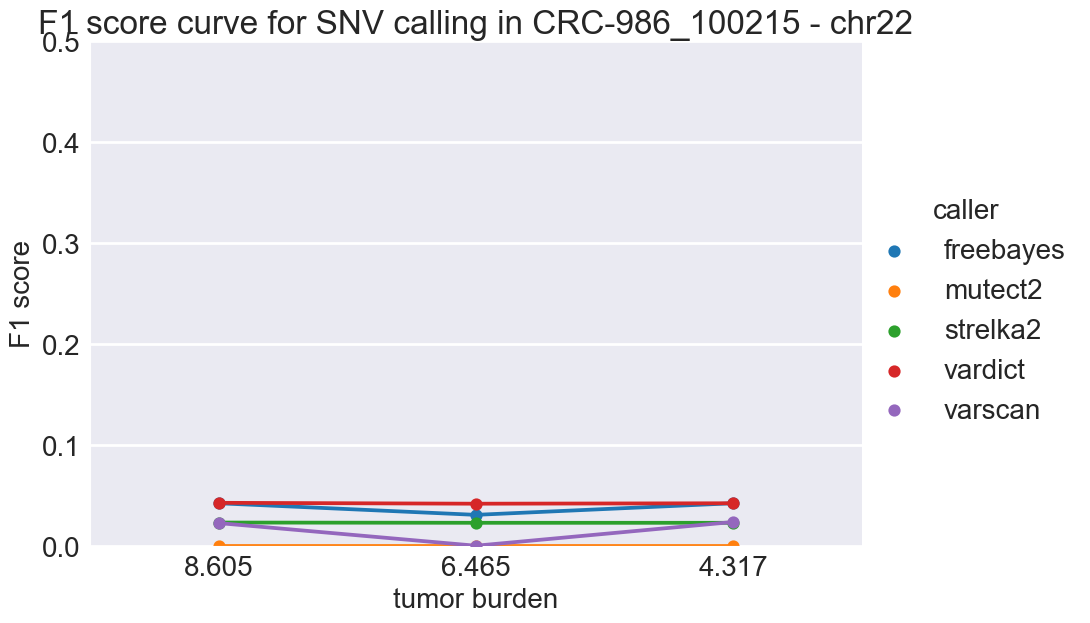 F1 score curve for SNV calling in CRC-986_100215 - chr22
0.5
0.4
0.3
0.2
0.1
0.0
F1 score
8.605 6.465 4.317
tumor burden
caller
freebayes
mutect2
strelka2
vardict
varscan